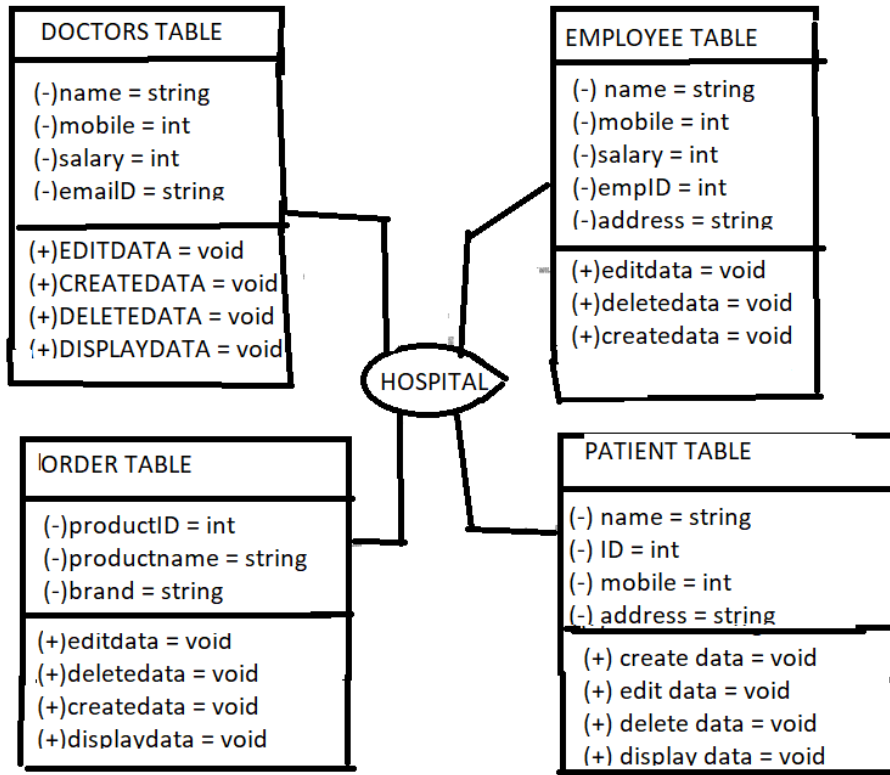 DOCTORS TABLE
(-)name = string
(-)mobile = int
(-)salary = int
(-)emailID = string
(+)EDITDATA = void
(+)CREATEDATA = void
(+)DELETEDATA = void
(+)DISPLAYDATA = void
EMPLOYEE TABLE
(-) name = string
(-)mobile = int
(-)salary = int
(-)empID = int
(-)address = string
(+)editdata = void
(+)deletedata = void
(+)createdata = void
HOSPITAL
ORDER TABLE
(-)productID = int
(-)productname = string
(-)brand = string
(+)editdata = void
(+)deletedata = void
(+)createdata = void
(+)displaydata = void
PATIENT TABLE
(-) name = string
(-) ID = int
(-) mobile = int
(-) address = string
(+) create data = void
(+) edit data = void
(+) delete data = void
(+) display data = void